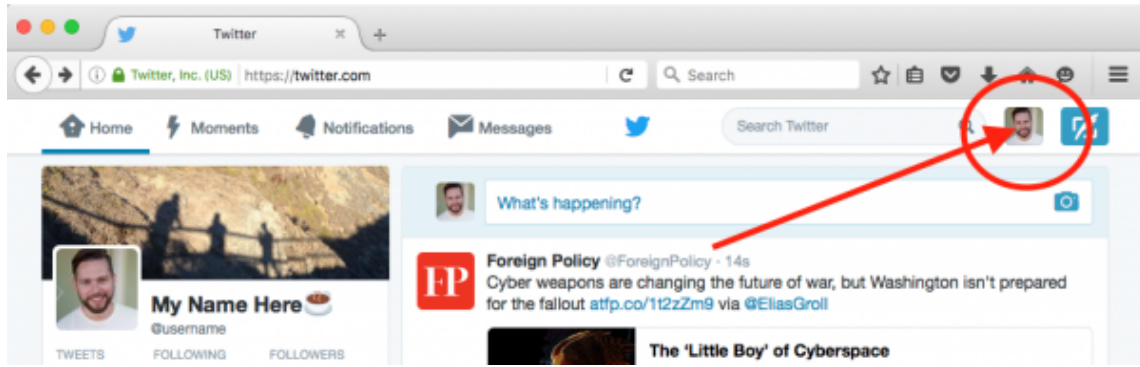 Twitter
Twitter, Inc. (US) https://twitter.com Search
Home Moments Notifications Messages Search Twitter
What's happening?
Foreign Policy @ForeignPolicy · 14s
FP Cyber weapons are changing the future of war, but Washington isn't prepared
for the fallout atfp.co/1t2zZm9 via @EliasGroll
My Name Here
@username
TWEETS FOLLOWING FOLLOWERS
The 'Little Boy' of Cyberspace